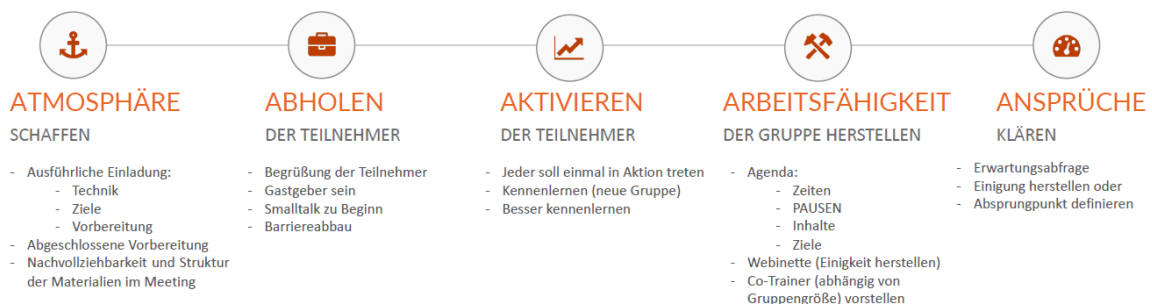 ATMOSPHÄRE
SCHAFFEN
- Ausführliche Einladung:
- Technik
- Ziele
- Vorbereitung
- Abgeschlossene Vorbereitung
- Nachvollziehbarkeit und Struktur
der Materialien im Meeting
ABHOLEN
DER TEILNEHMER
- Begrüßung der Teilnehmer
- Gastgeber sein
- Smalltalk zu Beginn
- Barriereabbau
AKTIVIEREN
DER TEILNEHMER
- Jeder soll einmal in Aktion treten
- Kennenlernen (neue Gruppe)
- Besser kennenlernen
ARBEITSFÄHIGKEIT
DER GRUPPE HERSTELLEN
- Agenda:
- Zeiten
- PAUSEN
- Inhalte
- Ziele
- Webinette (Einigkeit herstellen)
- Co-Trainer (abhängig von
Gruppengröße) vorstellen
ANSPRÜCHE
KLÄREN
- Erwartungsabfrage
- Einigung herstellen oder
- Absprungpunkt definieren